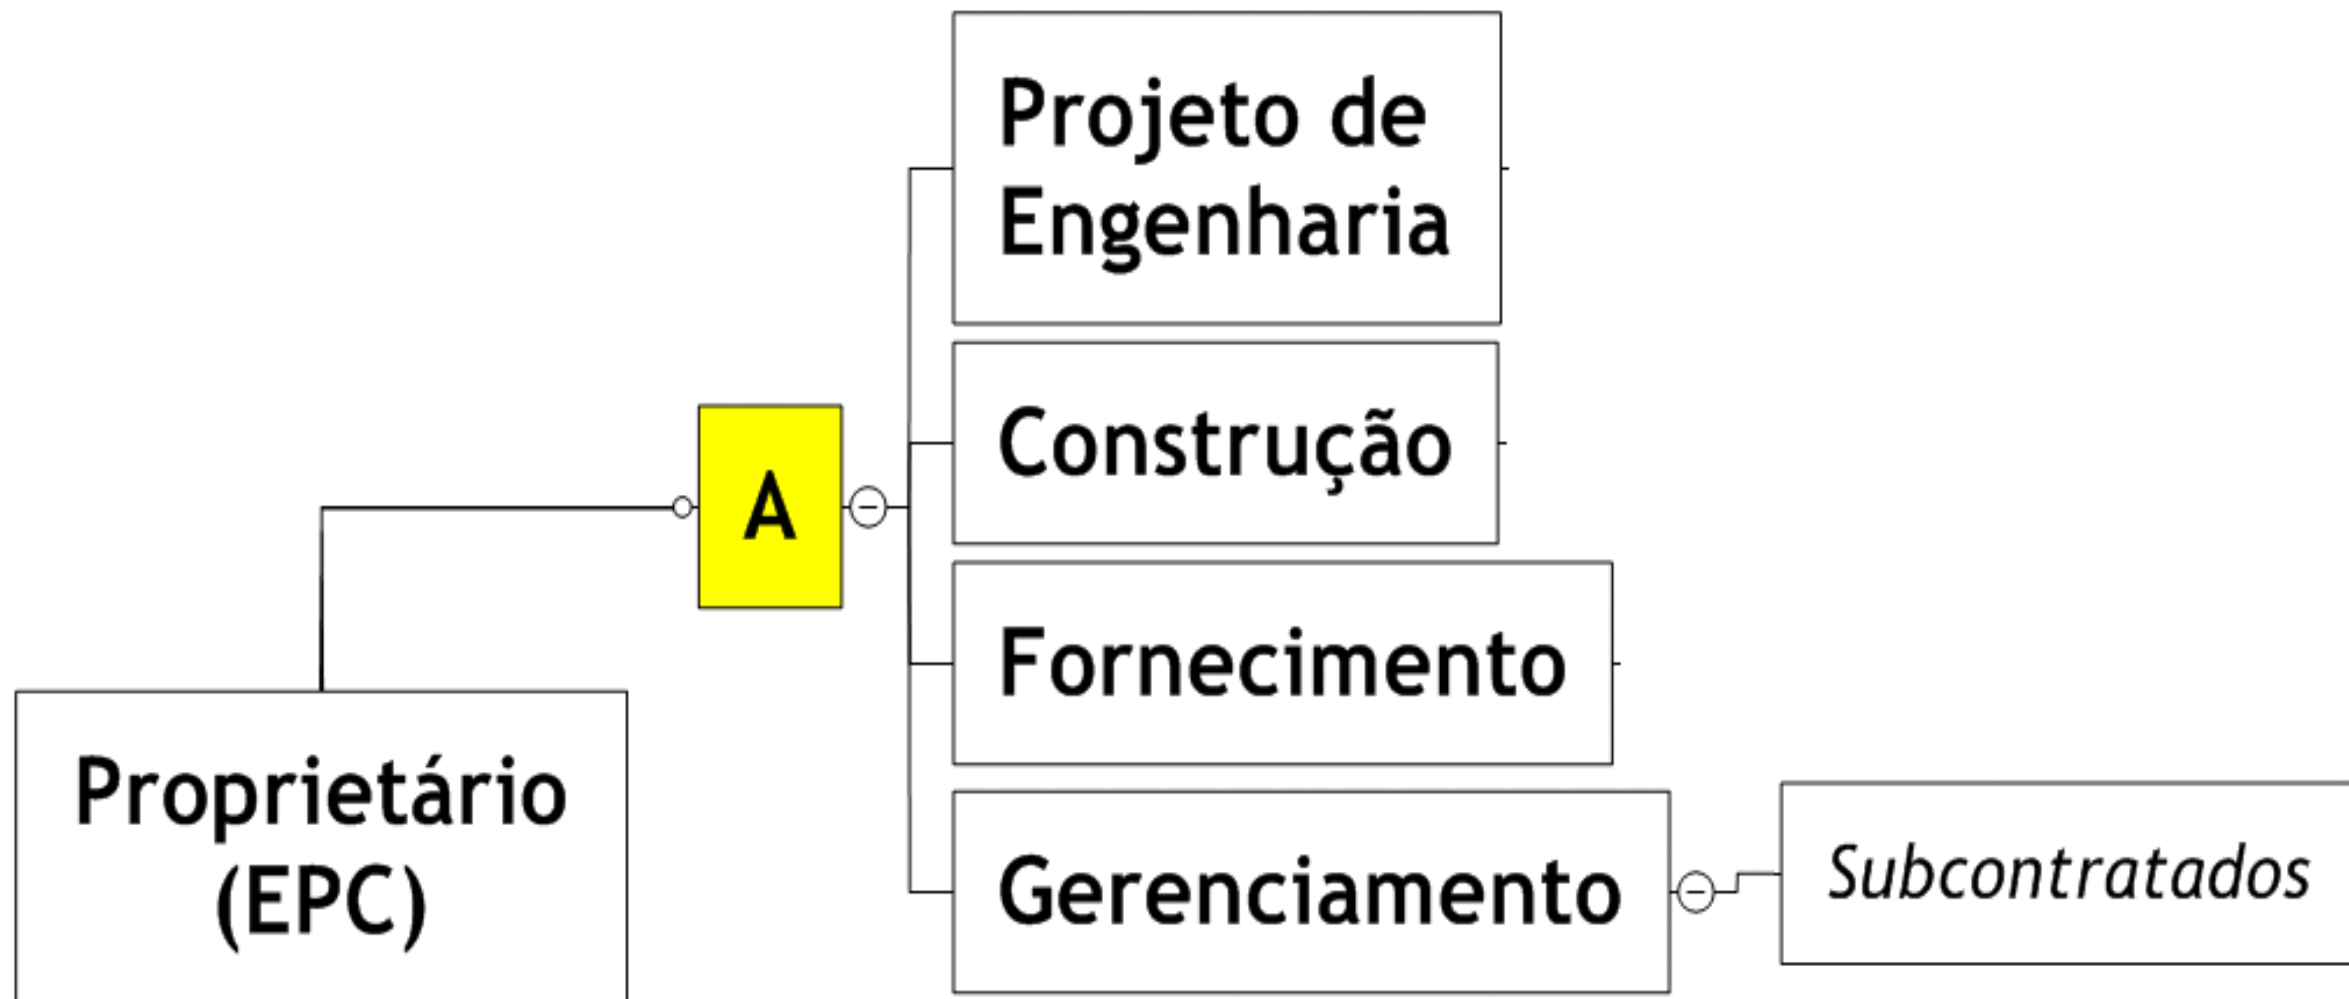 Projeto de
Engenharia
Construção
A
Fornecimento
Proprietário
(EPC)
Gerenciamento
Subcontratados